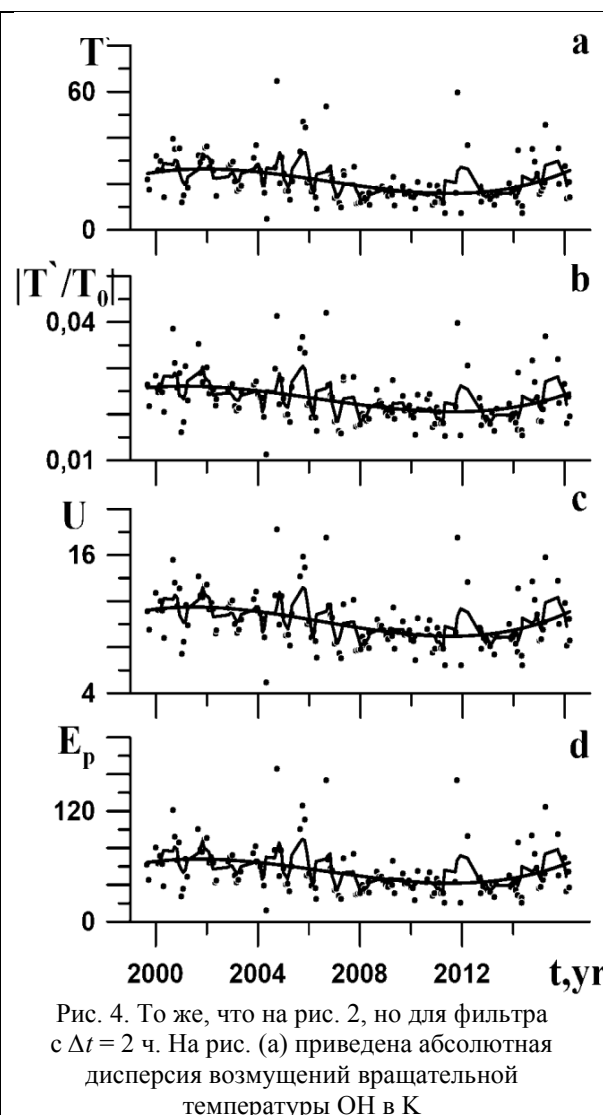 T` a
60
0
|T`/T₀| b
0,04
0,01
U c
16
4
Eₚ d
120
0
2000 2004 2008 2012 t,yr
Рис. 4. То же, что на рис. 2, но для фильтра
с Δt = 2 ч. На рис. (а) приведена абсолютная
дисперсия возмущений вращательной
температуры ОН в К